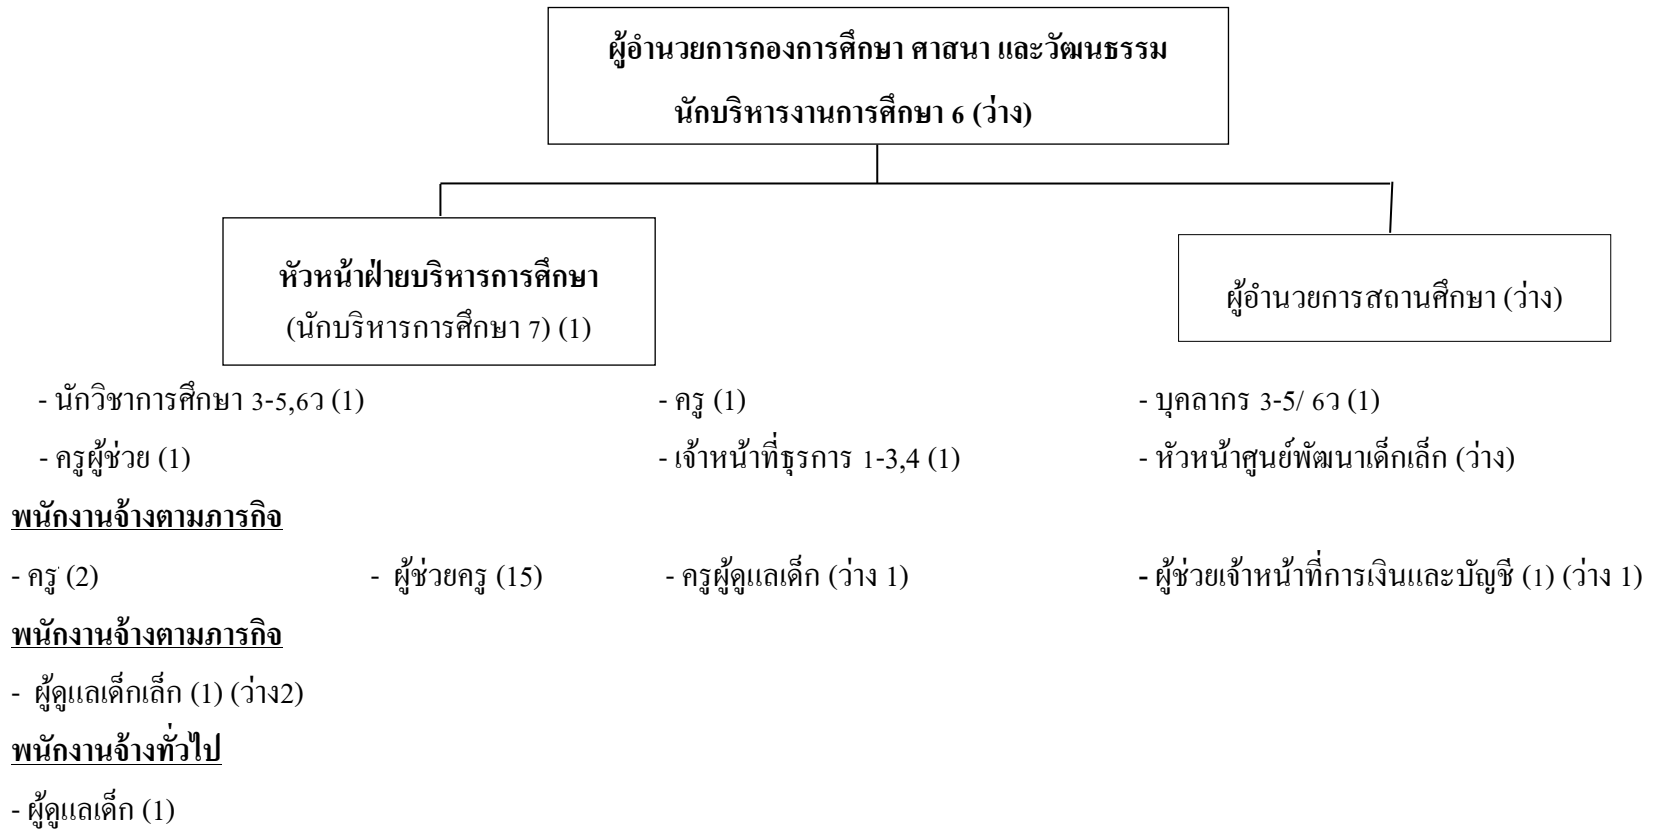 ผู้อำนวยการกองการศึกษา ศาสนา และวัฒนธรรม
นักบริหารงานการศึกษา 6 (ว่าง)
หัวหน้าฝ่ายบริหารการศึกษา
(นักบริหารการศึกษา 7) (1)
ผู้อำนวยการสถานศึกษา (ว่าง)
- นักวิชาการศึกษา 3-5,6ว (1) - ครู (1) - บุคลากร 3-5/ 6ว (1)
- ครูผู้ช่วย (1) - เจ้าหน้าที่ธุรการ 1-3,4 (1) - หัวหน้าศูนย์พัฒนาเด็กเล็ก (ว่าง)
พนักงานจ้างตามภารกิจ
- ครู (2) - ผู้ช่วยครู (15) - ครูผู้ดูแลเด็ก (ว่าง 1) - ผู้ช่วยเจ้าหน้าที่การเงินและบัญชี (1) (ว่าง 1)
พนักงานจ้างตามภารกิจ
- ผู้ดูแลเด็กเล็ก (1) (ว่าง2)
พนักงานจ้างทั่วไป
- ผู้ดูแลเด็ก (1)